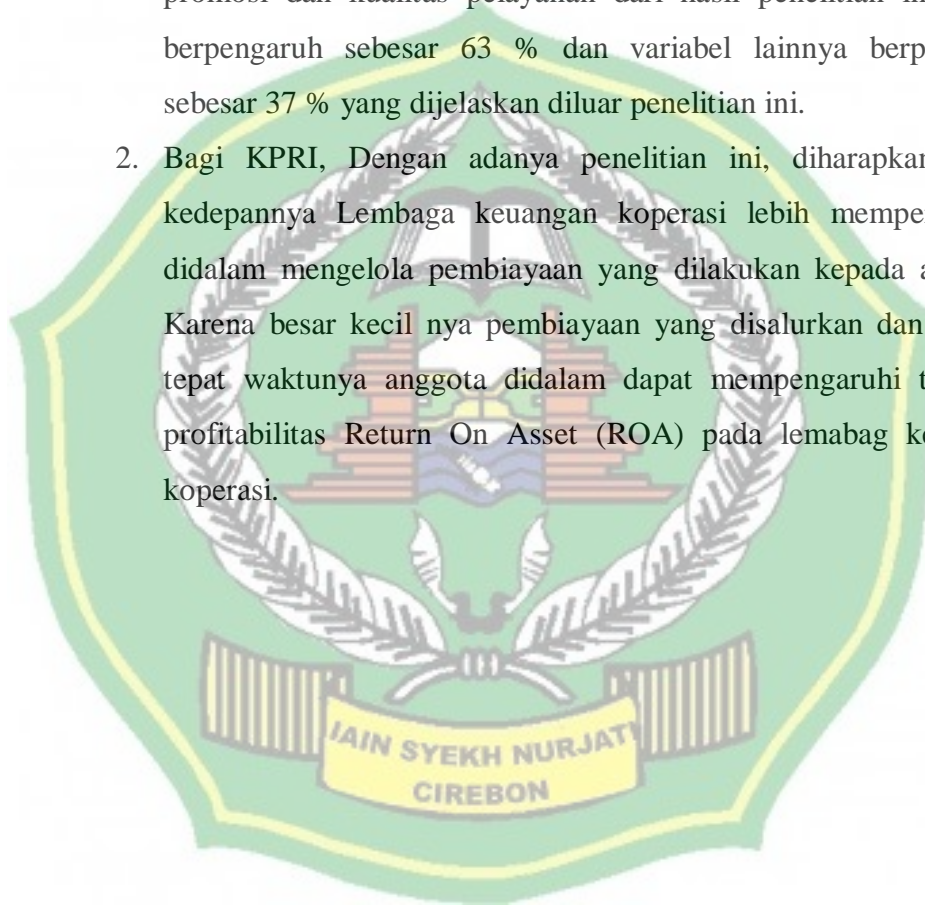 promosi dan kualitas pelayanan dari hasil penelitian
berpengaruh sebesar 63 % dan variabel lainnya
sebesar 37 % yang dijelaskan diluar penelitian ini.
2. Bagi KPRI, Dengan adanya penelitian ini, diharapkan
kedepannya Lembaga keuangan koperasi lebih
didalam mengelola pembiayaan yang dilakukan kepada
Karena besar kecil nya pembiayaan yang disalurkan dan
tepat waktunya anggota didalam dapat mempengaruhi
profitabilitas Return On Asset (ROA) pada lemabag
koperasi.
IAIN SYEKH NURJATI
CIREBON